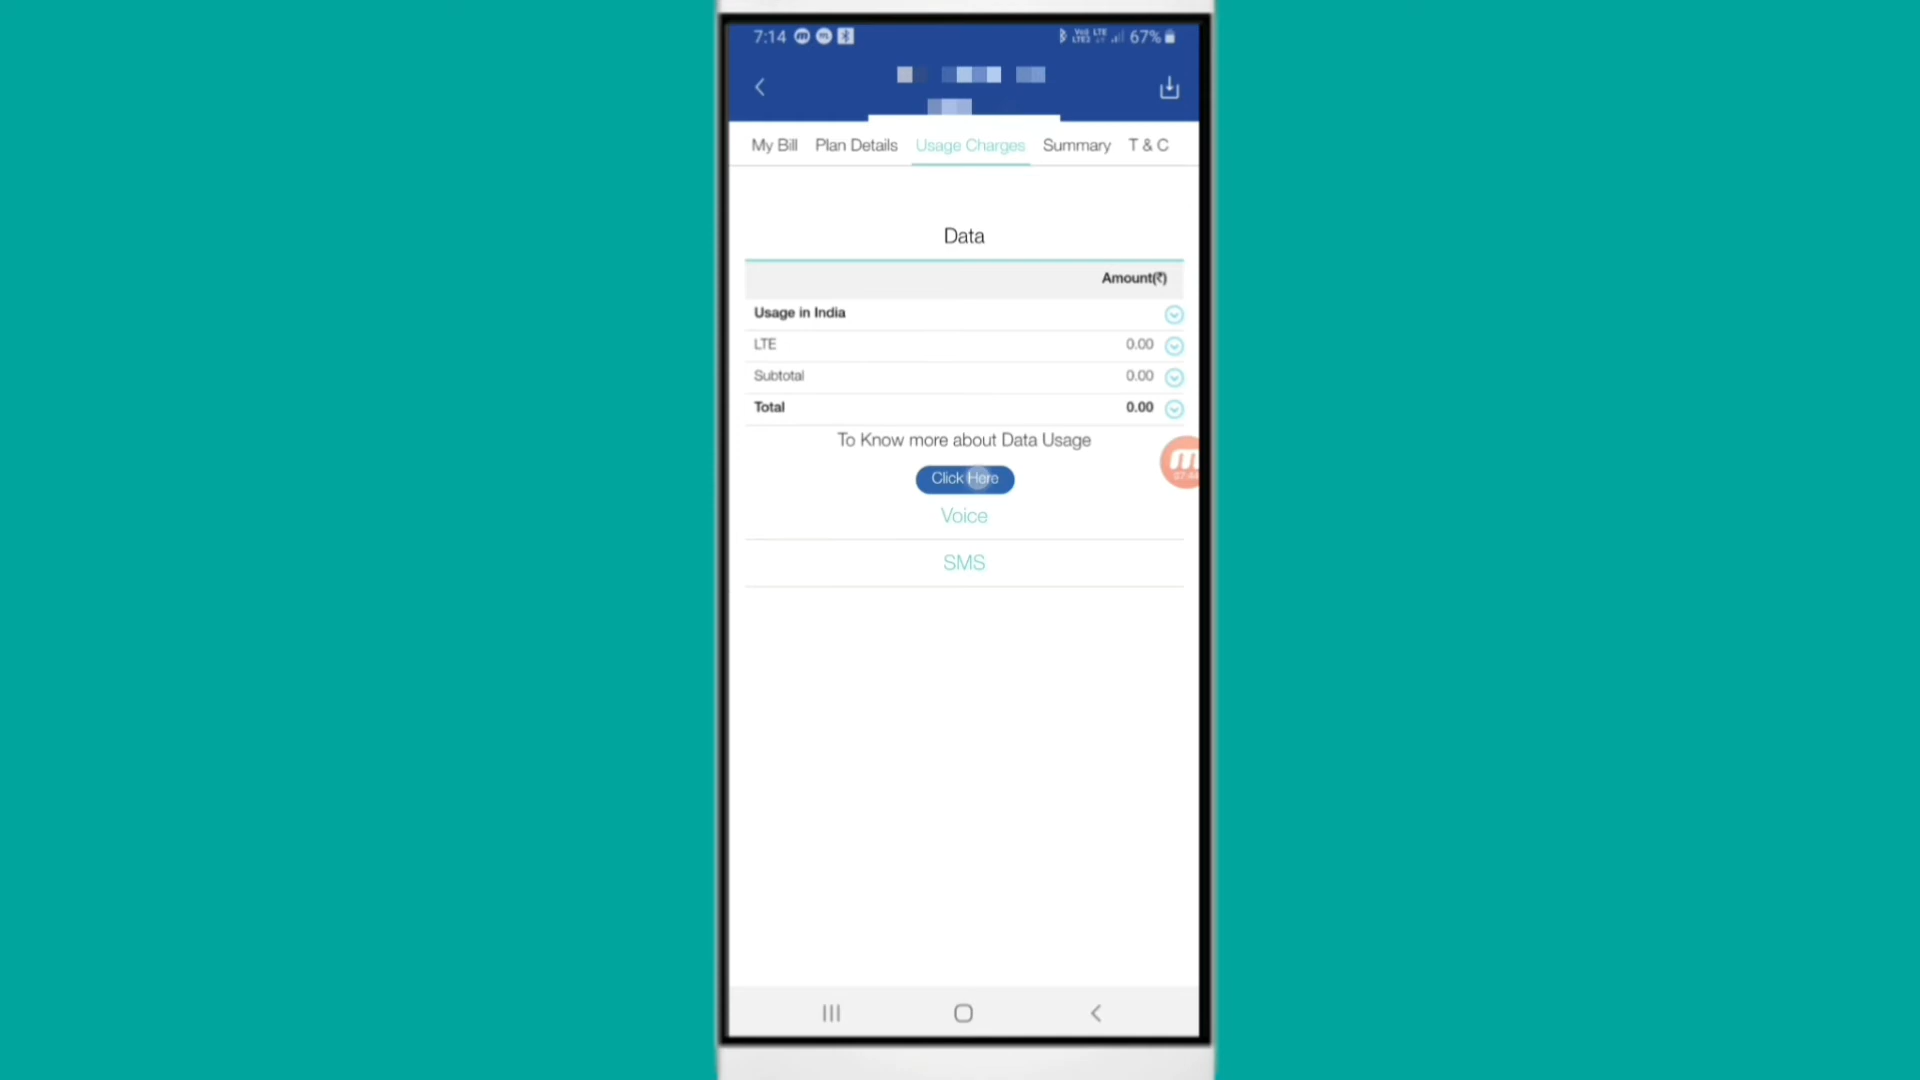 7:14
67%
My Bill Plan Details Usage Charges Summary T & C
Data
Amount(₹)
Usage in India
LTE 0.00
Subtotal 0.00
Total 0.00
To Know more about Data Usage
Click Here
Voice
SMS